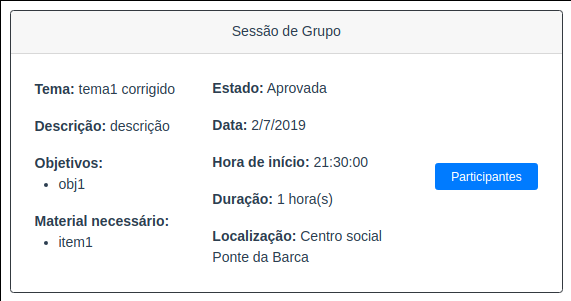 Sessão de Grupo
Tema: tema1 corrigido
Descrição: descrição
Objetivos:
• obj1
Material necessário:
• item1
Estado: Aprovada
Data: 2/7/2019
Hora de início: 21:30:00
Duração: 1 hora(s)
Localização: Centro social
Ponte da Barca
Participantes